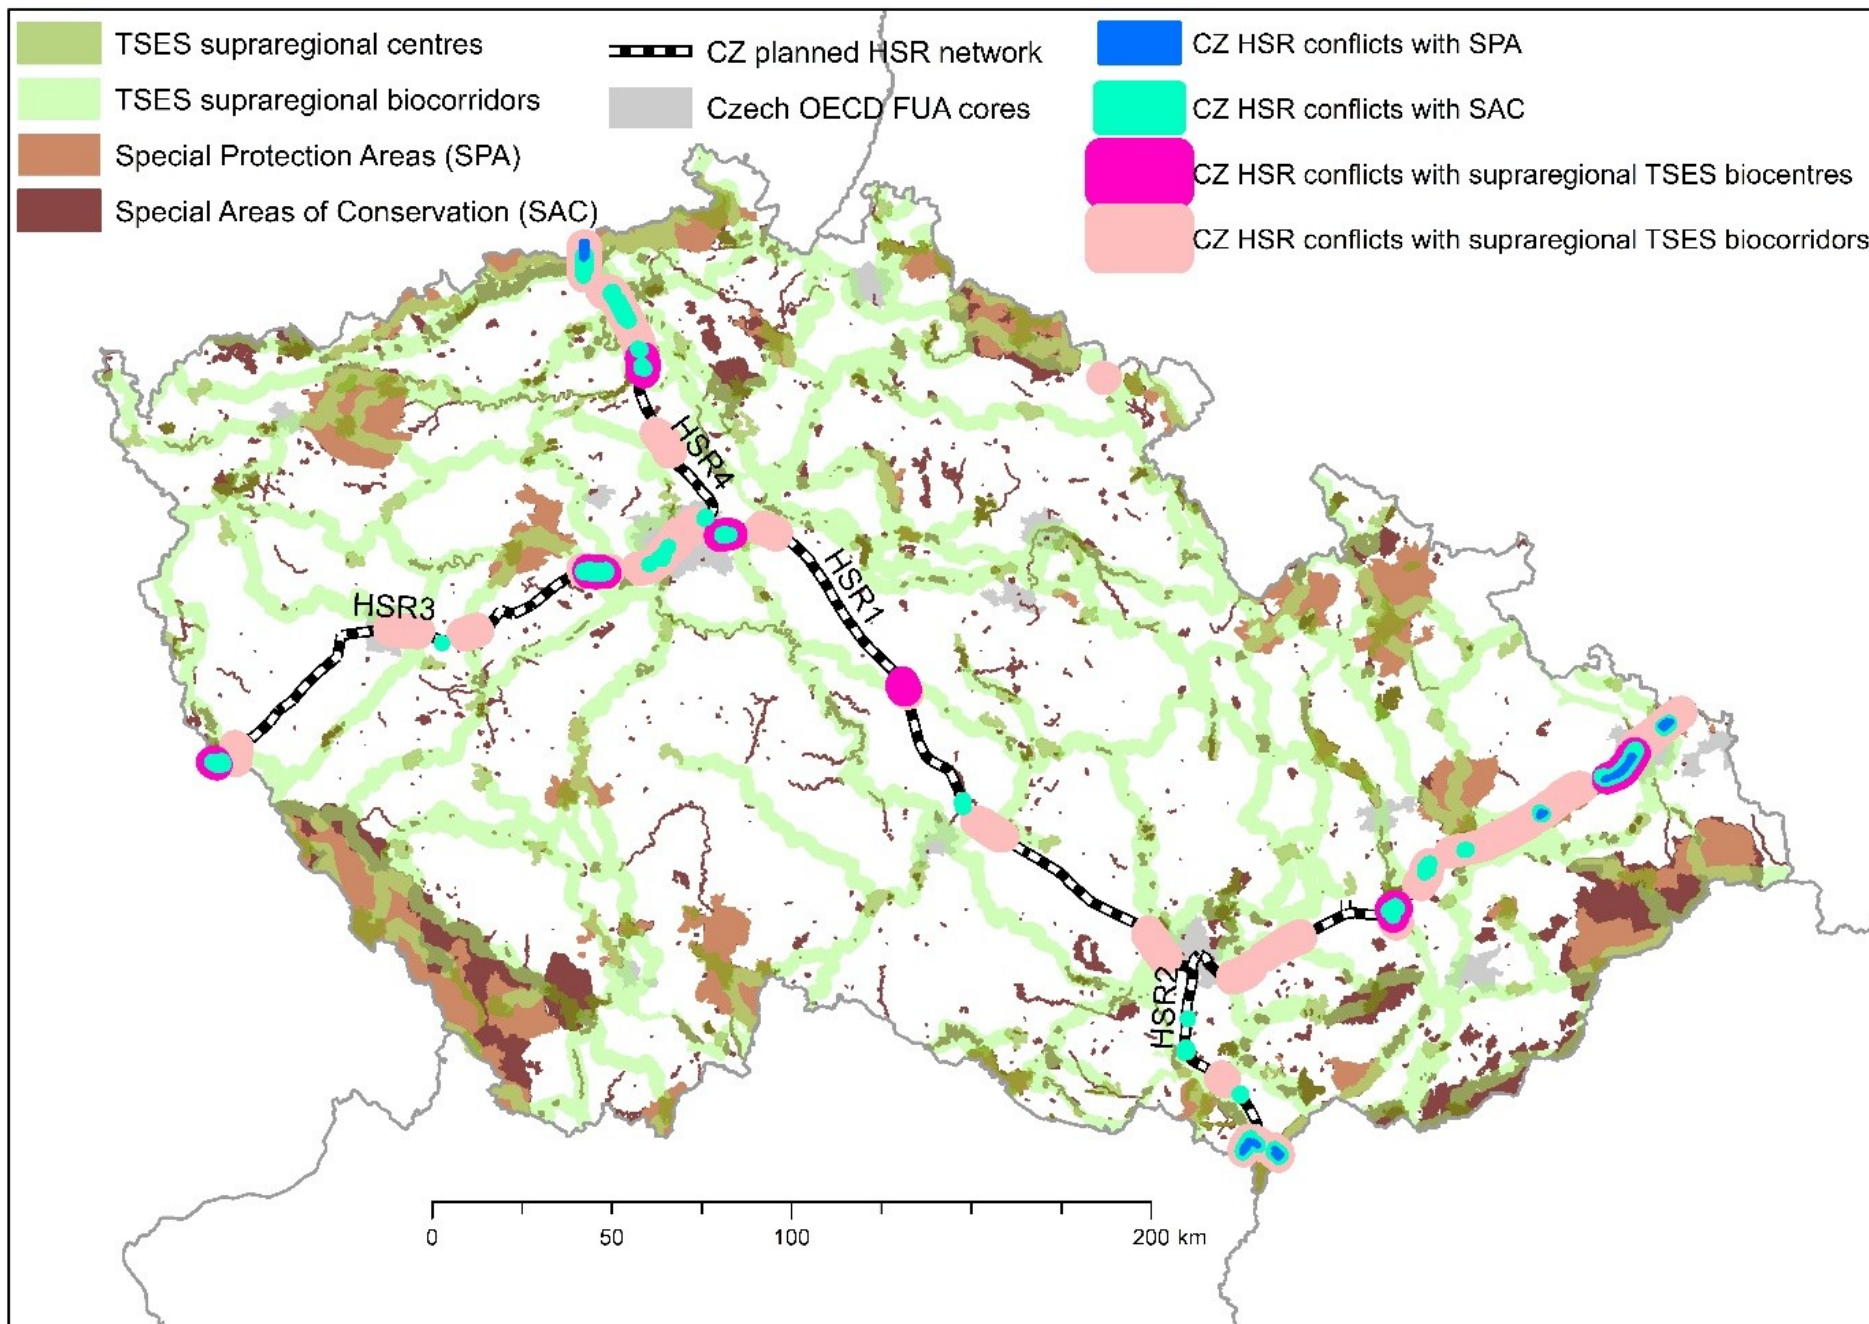 TSES supraregional centres
TSES supraregional biocorridors
Special Protection Areas (SPA)
Special Areas of Conservation (SAC)
CZ planned HSR network
Czech OECD FUA cores
CZ HSR conflicts with SPA
CZ HSR conflicts with SAC
CZ HSR conflicts with supraregional TSES biocentres
CZ HSR conflicts with supraregional TSES biocorridors
HSR4
HSR1
HSR3
HSR2
0 50 100 200 km